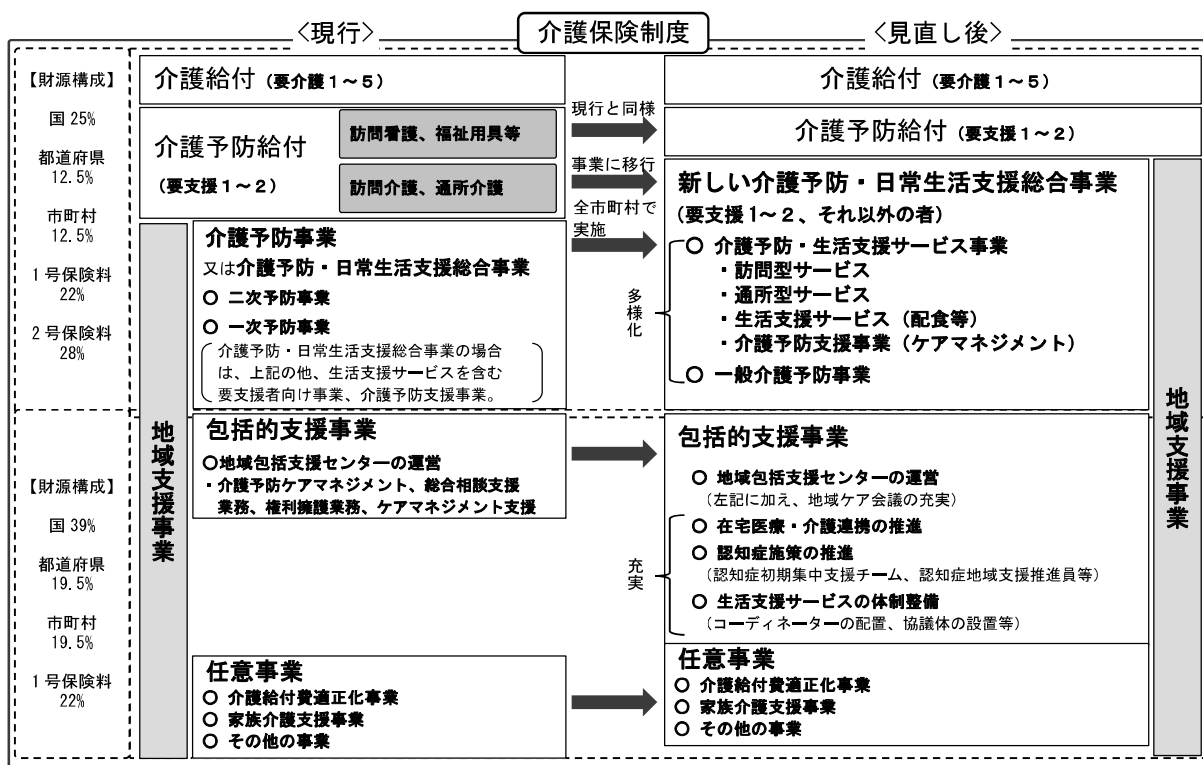 介護保険制度
〈現行〉
〈見直し後〉
【財源構成】
国 25%
都道府県
12.5%
市町村
12.5%
1号保険料
22%
2号保険料
28%
【財源構成】
国 39%
都道府県
19.5%
市町村
19.5%
1号保険料
22%
介護給付 (要介護1~5)
介護予防給付
(要支援1~2)
訪問看護、福祉用具等
訪問介護、通所介護
地域支援事業
介護予防事業
又は介護予防・日常生活支援総合事業
○ 二次予防事業
○ 一次予防事業
介護予防・日常生活支援総合事業の場合
は、上記の他、生活支援サービスを含む
要支援者向け事業、介護予防支援事業。
包括的支援事業
○地域包括支援センターの運営
・介護予防ケアマネジメント、総合相談支援
業務、権利擁護業務、ケアマネジメント支援
任意事業
○ 介護給付費適正化事業
○ 家族介護支援事業
○ その他の事業
現行と同様
事業に移行
全市町村で
実施
多様化
充実
介護給付 (要介護1~5)
介護予防給付 (要支援1~2)
新しい介護予防・日常生活支援総合事業
(要支援1~2、それ以外の者)
○ 介護予防・生活支援サービス事業
・訪問型サービス
・通所型サービス
・生活支援サービス(配食等)
・介護予防支援事業(ケアマネジメント)
○ 一般介護予防事業
包括的支援事業
○ 地域包括支援センターの運営
(左記に加え、地域ケア会議の充実)
○ 在宅医療・介護連携の推進
○ 認知症施策の推進
(認知症初期集中支援チーム、認知症地域支援推進員等)
○ 生活支援サービスの体制整備
(コーディネーターの配置、協議体の設置等)
任意事業
○ 介護給付費適正化事業
○ 家族介護支援事業
○ その他の事業
地域支援事業